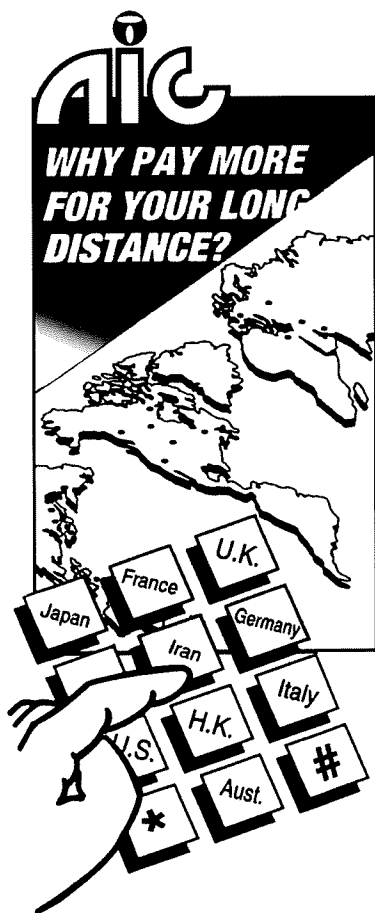 AIC
WHY PAY MORE
FOR YOUR LONG
DISTANCE?
Japan France U.K.
Iran Germany
U.S. H.K. Italy
* Aust. #